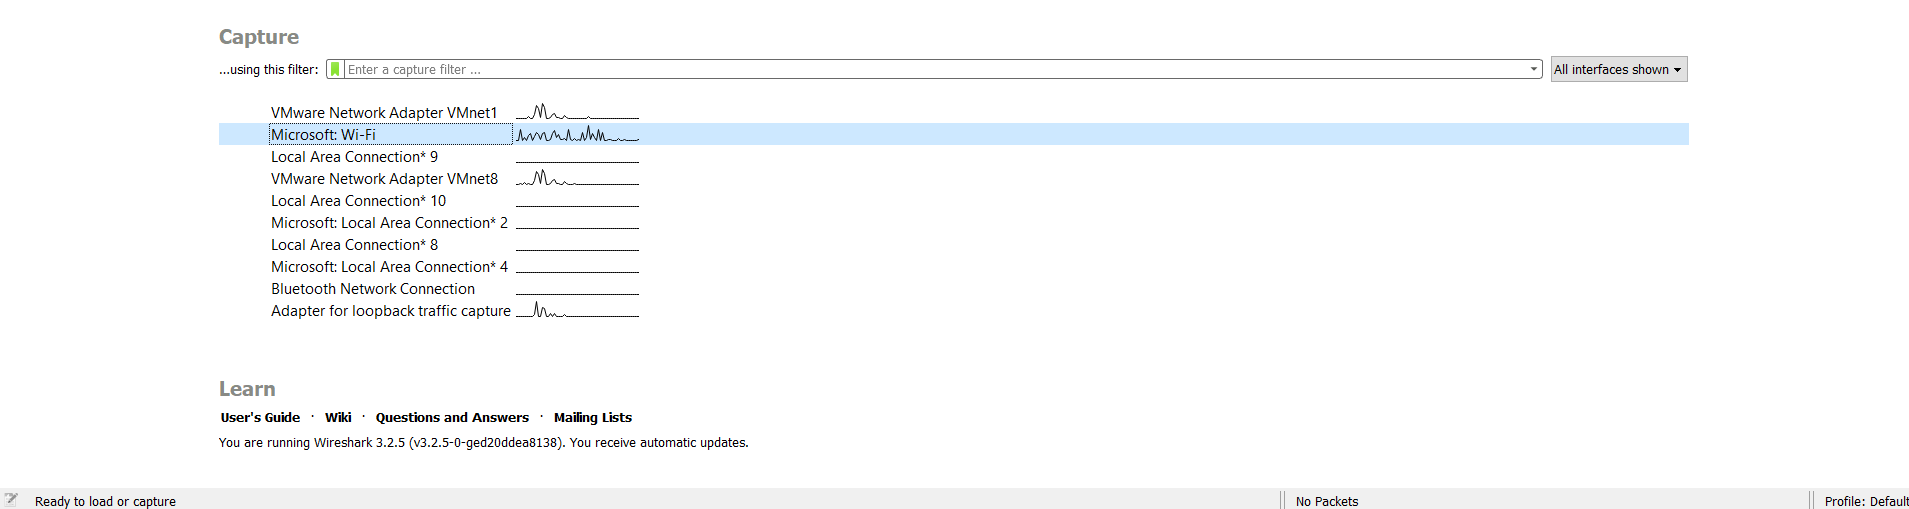 Capture
...using this filter: Enter a capture filter ... All interfaces shown
VMware Network Adapter VMnet1
Microsoft: Wi-Fi
Local Area Connection* 9
VMware Network Adapter VMnet8
Local Area Connection* 10
Microsoft: Local Area Connection* 2
Local Area Connection* 8
Microsoft: Local Area Connection* 4
Bluetooth Network Connection
Adapter for loopback traffic capture
Learn
User's Guide · Wiki · Questions and Answers · Mailing Lists
You are running Wireshark 3.2.5 (v3.2.5-0-ged20ddea8138). You receive automatic updates.
Ready to load or capture No Packets Profile: Default